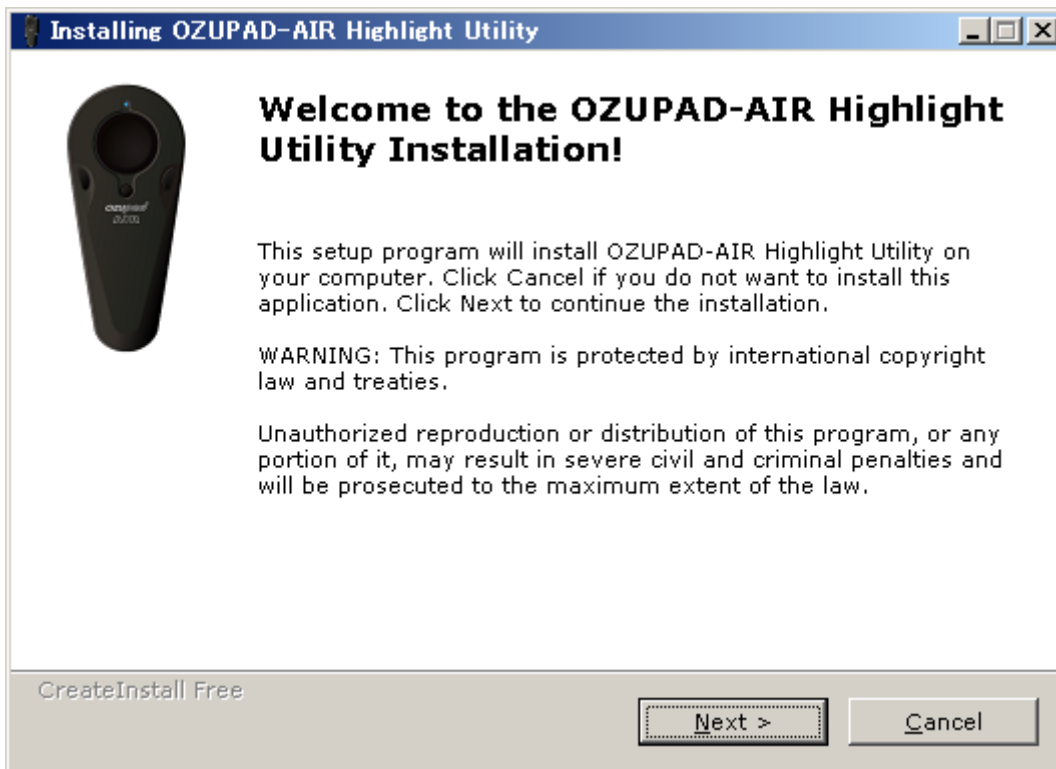 Installing OZUPAD-AIR Highlight Utility
Welcome to the OZUPAD-AIR Highlight
Utility Installation!
ozupad
This setup program will install OZUPAD-AIR Highlight Utility on
your computer. Click Cancel if you do not want to install this
application. Click Next to continue the installation.
WARNING: This program is protected by international copyright
law and treaties.
Unauthorized reproduction or distribution of this program, or any
portion of it, may result in severe civil and criminal penalties and
will be prosecuted to the maximum extent of the law.
CreateInstall Free
Next >
Cancel